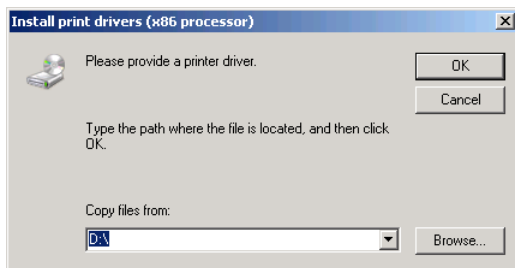 Install print drivers (x86 processor)
Please provide a printer driver.
OK
Cancel
Type the path where the file is located, and then click
OK.
Copy files from:
D:\
Browse...